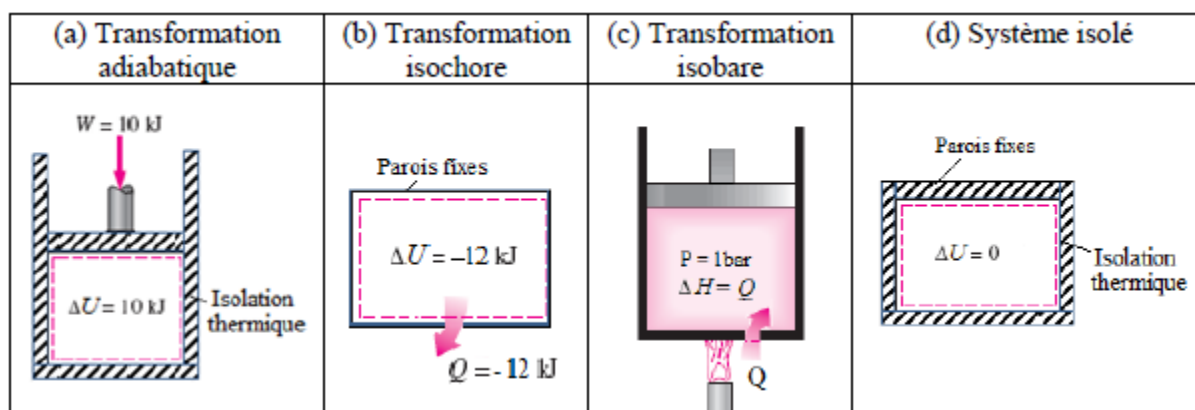 (a) Transformation
adiabatique
W = 10 kJ
ΔU = 10 kJ
Isolation
thermique
(b) Transformation
isochore
Parois fixes
ΔU = –12 kJ
Q = - 12 kJ
(c) Transformation
isobare
P = 1bar
ΔH = Q
Q
(d) Système isolé
Parois fixes
ΔU = 0
Isolation
thermique